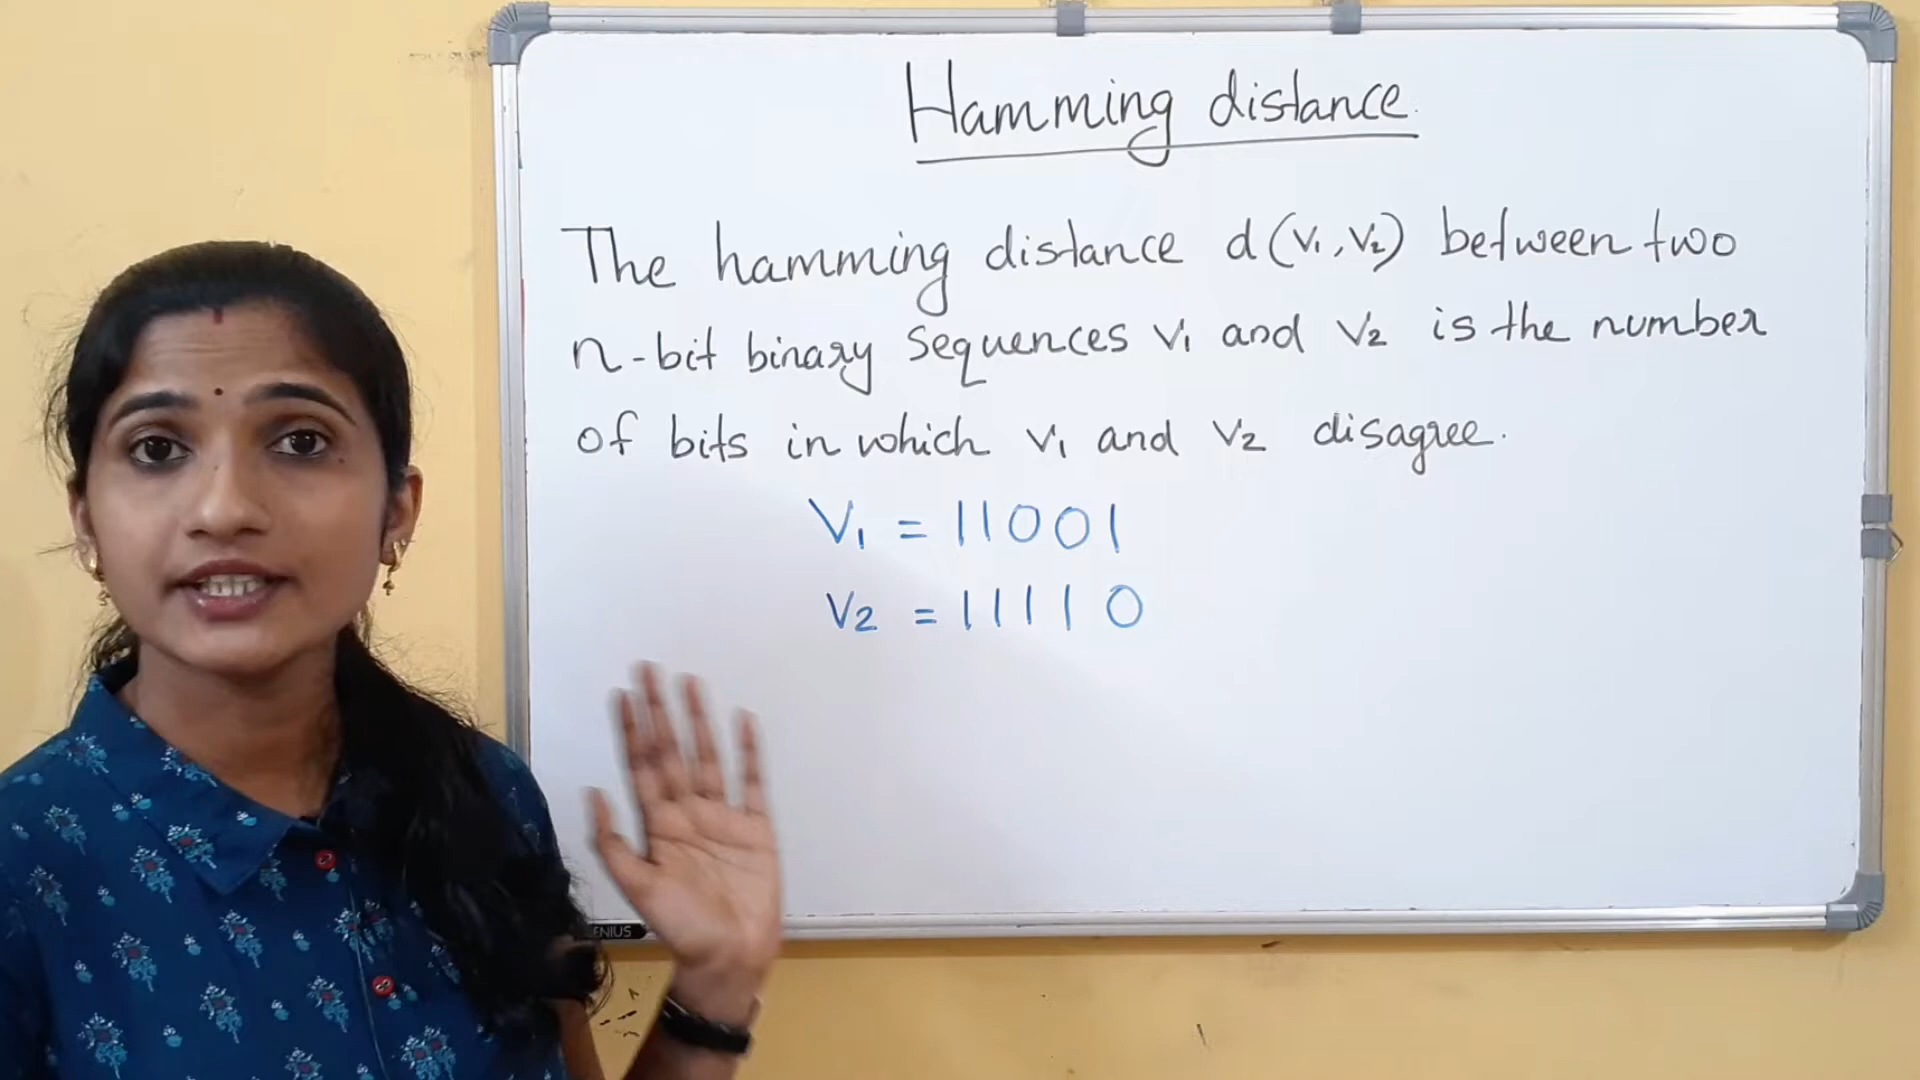 Hamming distance.
The hamming distance d(v₁,v₂) between two
n-bit binary sequences v₁ and v₂ is the number
of bits in which v₁ and v₂ disagree.
V₁ = 11001
V₂ = 11110
ENIUS